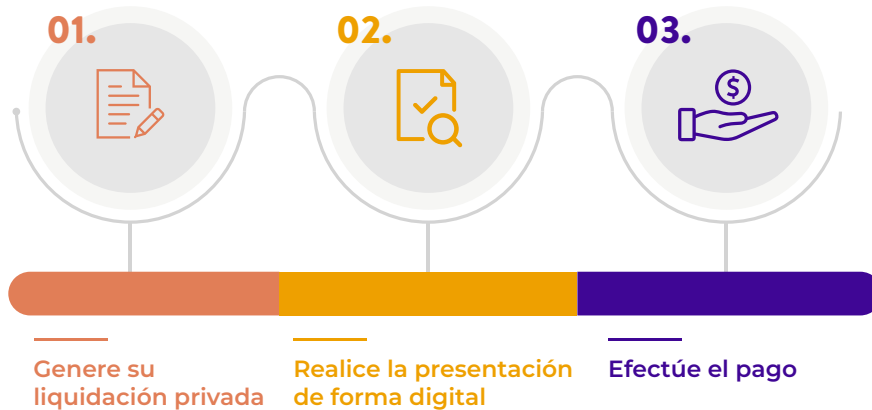 01.
02.
03.
$
Genere su
liquidación privada
Realice la presentación
de forma digital
Efectúe el pago